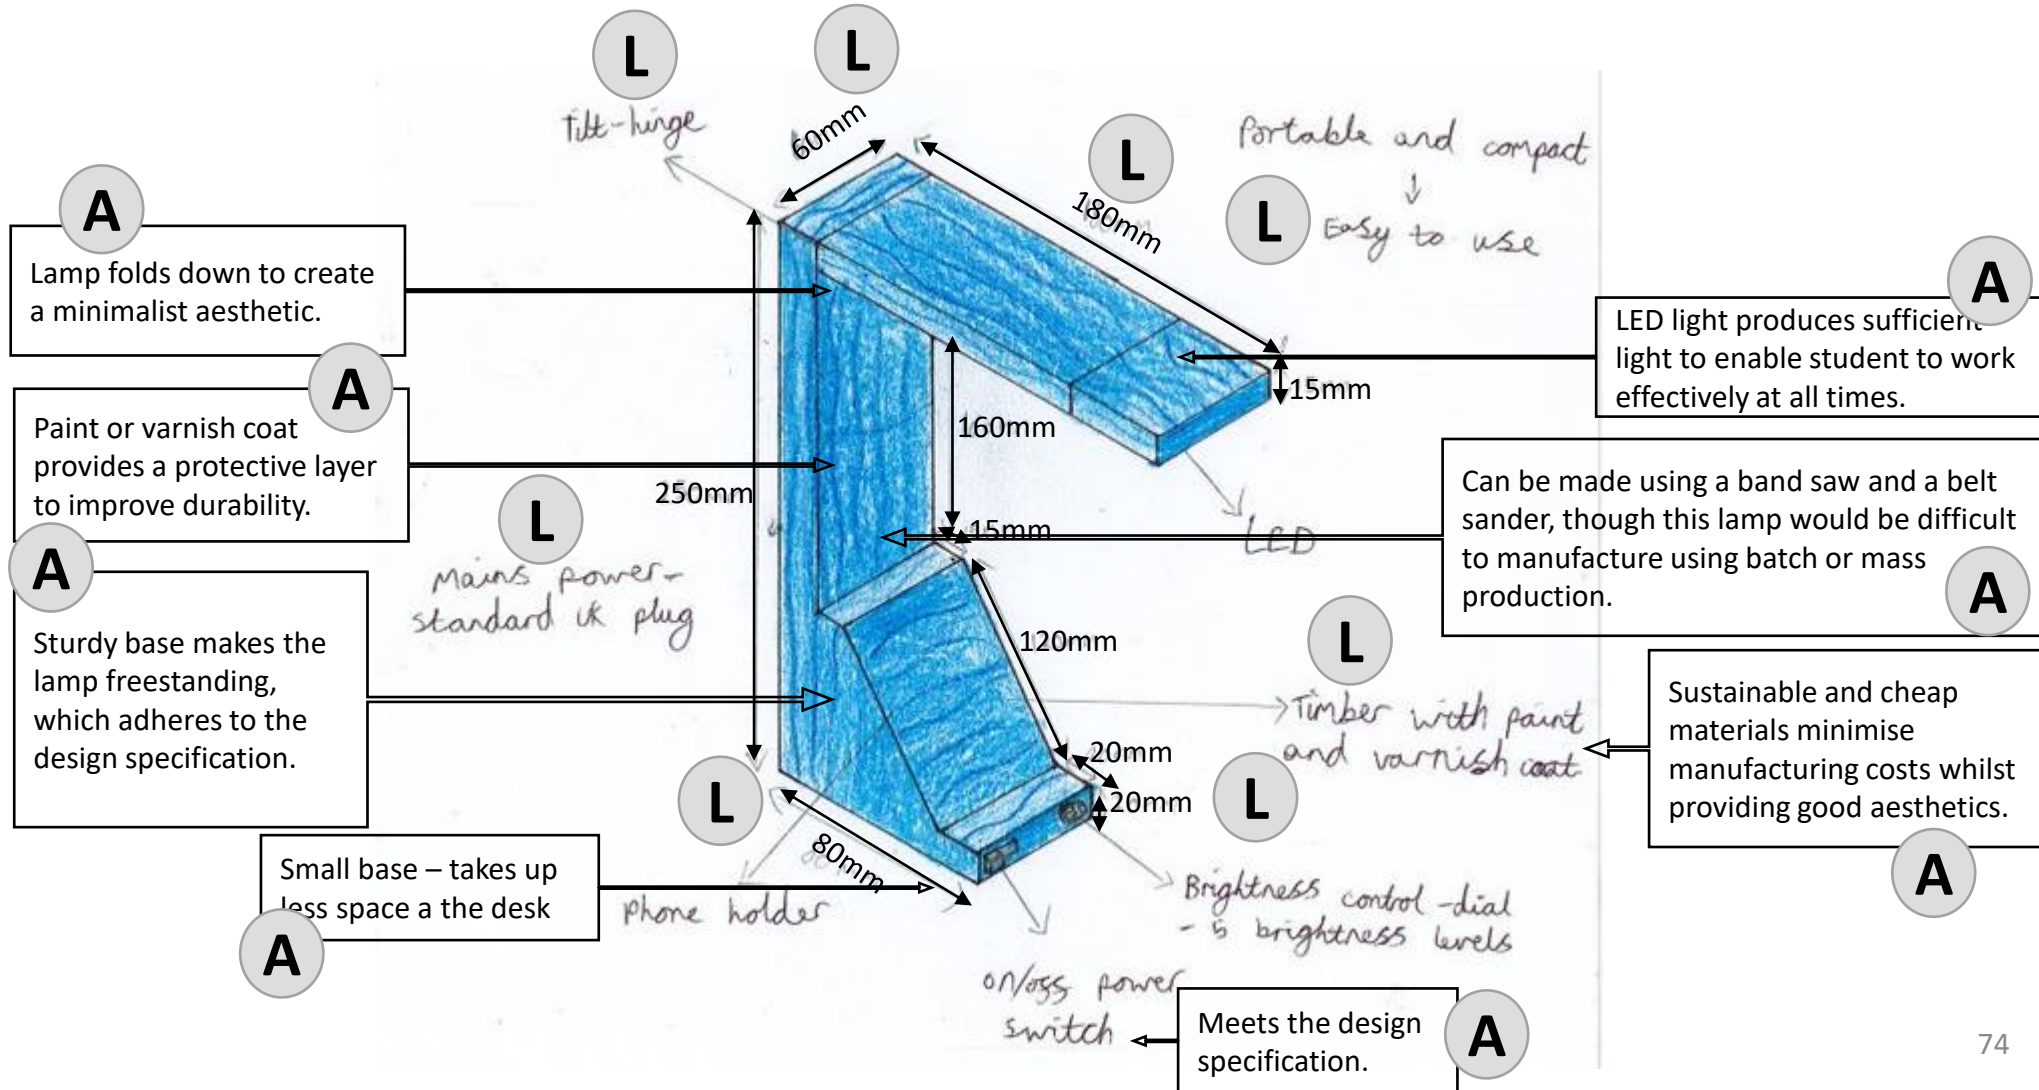 L
L
Tilt-hinge
60mm
L
180mm
Portable and compact
L
Easy to use
A
Lamp folds down to create
a minimalist aesthetic.
A
LED light produces sufficient
light to enable student to work
effectively at all times.
15mm
A
Paint or varnish coat
provides a protective layer
to improve durability.
160mm
250mm
L
Mains power-
standard UK plug
15mm
LED
Can be made using a band saw and a belt
sander, though this lamp would be difficult
to manufacture using batch or mass
production.
A
A
Sturdy base makes the
lamp freestanding,
which adheres to the
design specification.
120mm
L
Timber with paint
and varnish coat
Sustainable and cheap
materials minimise
manufacturing costs whilst
providing good aesthetics.
A
20mm
20mm
L
L
80mm
Small base – takes up
less space a the desk
A
phone holder
Brightness control -dial
- 5 brightness levels
on/off power
switch
Meets the design
specification.
A
74